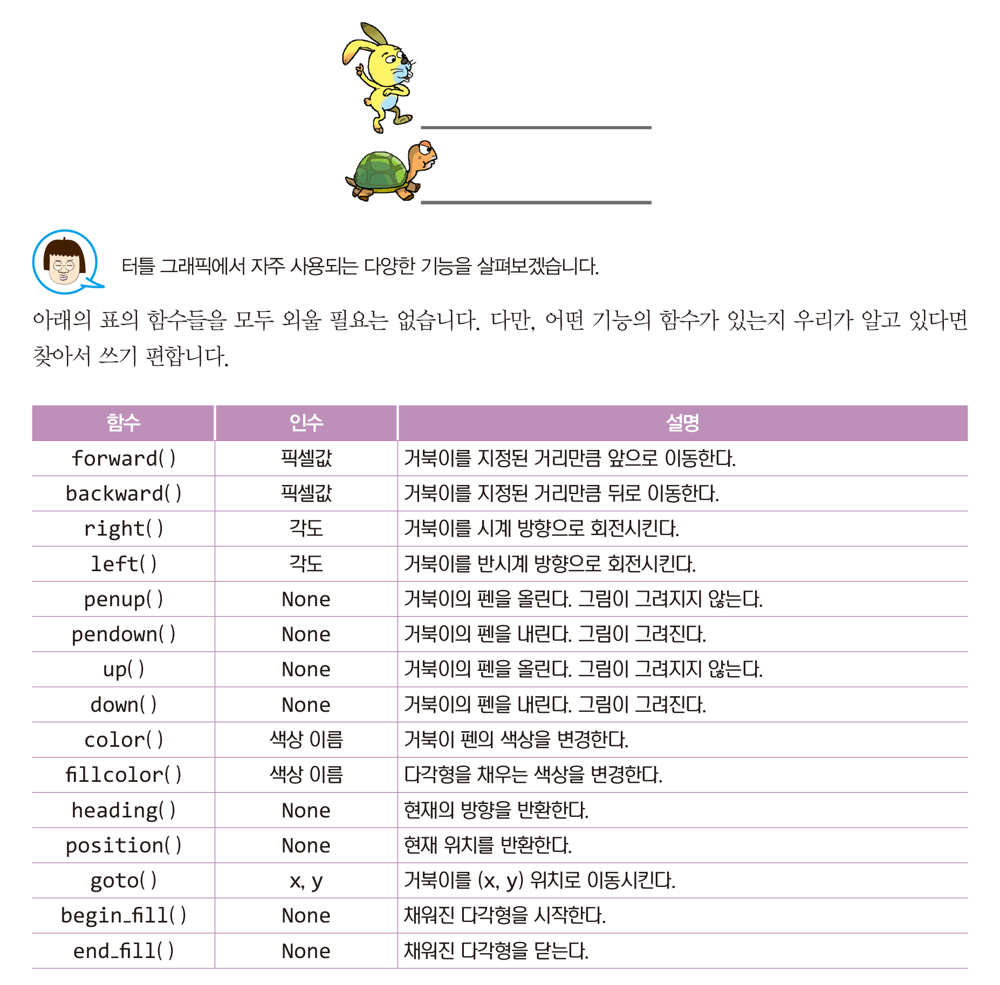 터틀 그래픽에서 자주 사용되는 다양한 기능을 살펴보겠습니다.
아래의 표의 함수들을 모두 외울 필요는 없습니다. 다만, 어떤 기능의 함수가 있는지 우리가 알고 있다면
찾아서 쓰기 편합니다.
함수 인수 설명
forward() 픽셀값 거북이를 지정된 거리만큼 앞으로 이동한다.
backward() 픽셀값 거북이를 지정된 거리만큼 뒤로 이동한다.
right() 각도 거북이를 시계 방향으로 회전시킨다.
left() 각도 거북이를 반시계 방향으로 회전시킨다.
penup() None 거북이의 펜을 올린다. 그림이 그려지지 않는다.
pendown() None 거북이의 펜을 내린다. 그림이 그려진다.
up() None 거북이의 펜을 올린다. 그림이 그려지지 않는다.
down() None 거북이의 펜을 내린다. 그림이 그려진다.
color() 색상 이름 거북이 펜의 색상을 변경한다.
fillcolor() 색상 이름 다각형을 채우는 색상을 변경한다.
heading() None 현재의 방향을 반환한다.
position() None 현재 위치를 반환한다.
goto() x, y 거북이를 (x, y) 위치로 이동시킨다.
begin_fill() None 채워진 다각형을 시작한다.
end_fill() None 채워진 다각형을 닫는다.